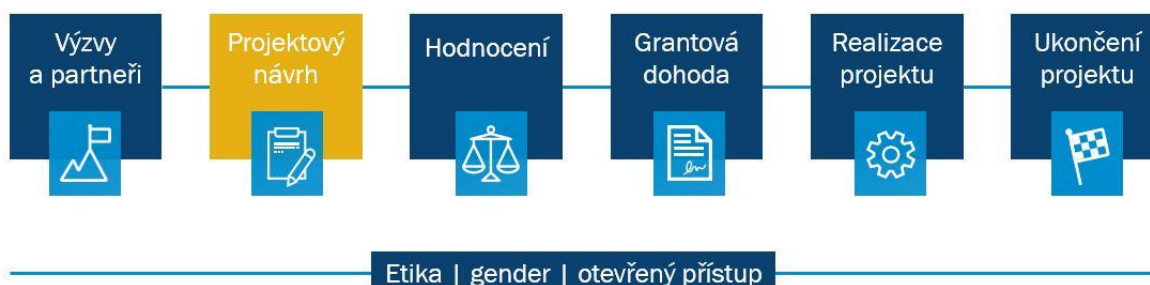 Výzvy
a partneři
Projektový
návrh
Hodnocení
Grantová
dohoda
Realizace
projektu
Ukončení
projektu
Etika | gender | otevřený přístup